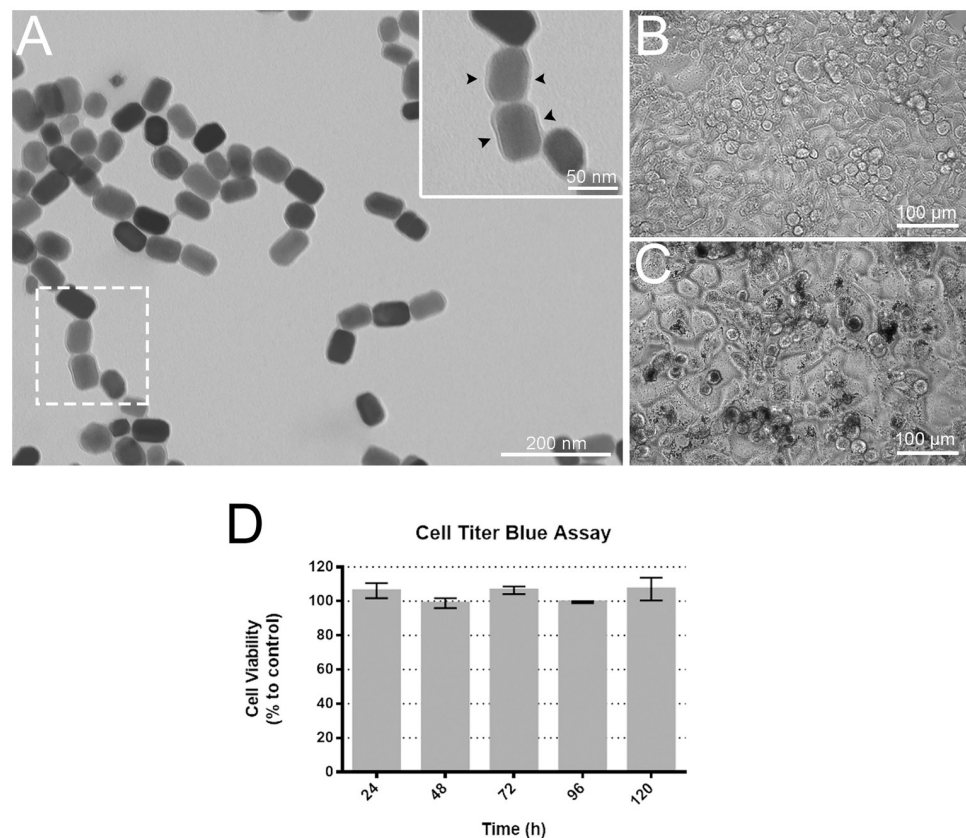 A
50 nm
200 nm
B
100 µm
C
100 µm
D
Cell Titer Blue Assay
Cell Viability
(% to control)
120
100
80
60
40
20
0
24 48 72 96 120
Time (h)